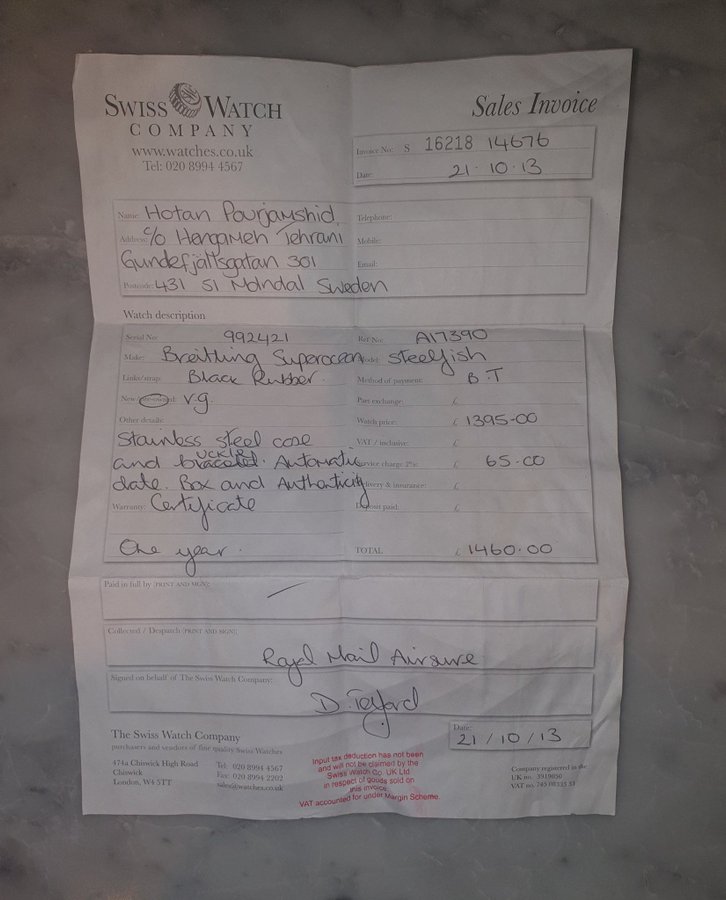 SWISS WATCH
COMPANY
www.watches.co.uk
Tel: 020 8994 4567
Sales Invoice
Invoice No: S 16218 14676
Date: 21·10·13
Name: Hotan Pourjamshid.
Address: c/o Hengameh Tehrani
Gundefjällsgatan 301
Postcode: 431 51 Molndal Sweden
Telephone:
Mobile:
Email:
Watch description
Serial No: 992421
Ref No: A17390
Make: Breitling Superocean
Model: Steelfish
Links/strap: Black Rubber.
Method of payment: B.T
New / pre-owned: v.g.
Part exchange: £
Other details:
Watch price: £ 1395-00
Stainless steel case
VAT / inclusive: £
and buckle. Automatic
Service charge 2%: £ 65.00
date. Box and Authenticity
Delivery & insurance: £
Warranty: Certificate
Deposit paid: £
One year.
TOTAL £ 1460.00
Paid in full by (PRINT AND SIGN):
Collected / Despatch (PRINT AND SIGN):
Royal Mail Airsure
Signed on behalf of The Swiss Watch Company:
D. Telford
Date: 21/10/13
The Swiss Watch Company
purchasers and vendors of fine quality Swiss Watches
474a Chiswick High Road
Chiswick
London, W4 5TT
Tel: 020 8994 4567
Fax: 020 8994 2202
sales@watches.co.uk
Input tax deduction has not been
and will not be claimed by the
Swiss Watch Co. UK Ltd
in respect of goods sold on
this invoice.
VAT accounted for under Margin Scheme.
Company registered in the
UK no.
VAT no.